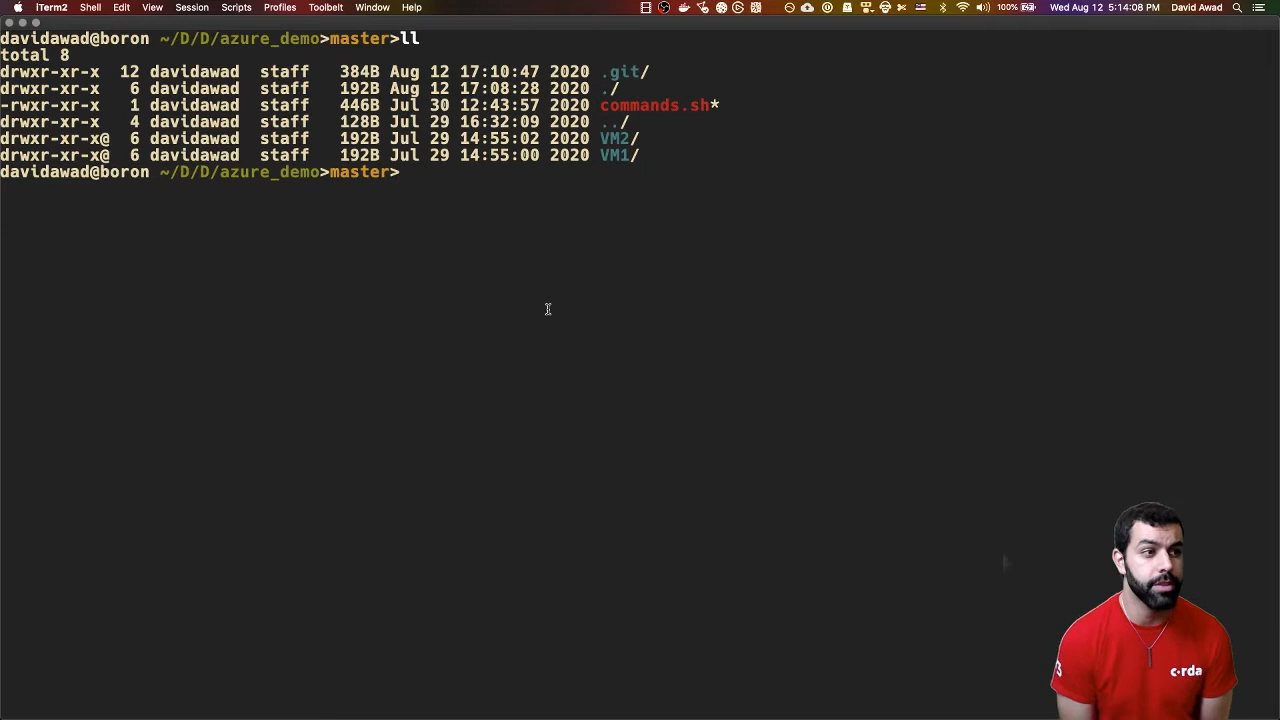 iTerm2 Shell Edit View Session Scripts Profiles Toolbelt Window Help 100% Wed Aug 12 5:14:08 PM David Awad
davidawad@boron ~/D/D/azure_demo>master>ll
total 8
drwxr-xr-x 12 davidawad staff 384B Aug 12 17:10:47 2020 .git/
drwxr-xr-x 6 davidawad staff 192B Aug 12 17:08:28 2020 ./
-rwxr-xr-x 1 davidawad staff 446B Jul 30 12:43:57 2020 commands.sh*
drwxr-xr-x 4 davidawad staff 128B Jul 29 16:32:09 2020 ../
drwxr-xr-x@ 6 davidawad staff 192B Jul 29 14:55:02 2020 VM2/
drwxr-xr-x@ 6 davidawad staff 192B Jul 29 14:55:00 2020 VM1/
davidawad@boron ~/D/D/azure_demo>master>
c·rda